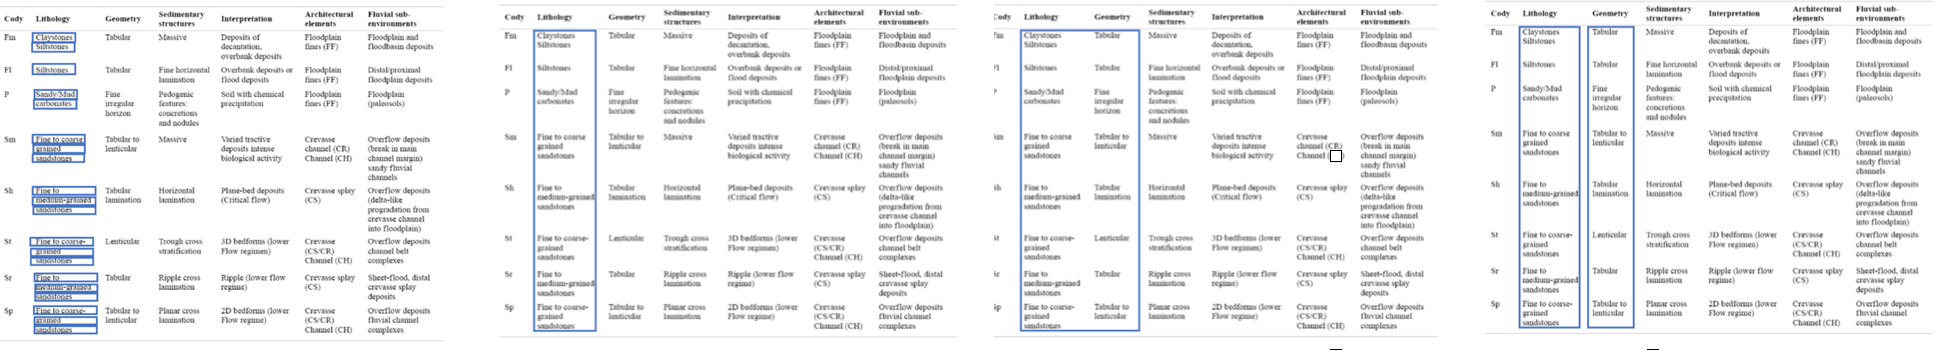 Cody Lithology Geometry Sedimentary structures Interpretation Architectural elements Fluvial sub-environments
Fm Claystones Siltstones Tabular Massive Deposits of decantation, overbank deposits Floodplain fines (FF) Floodplain and floodbasin deposits
Fl Siltstones Tabular Fine horizontal lamination Overbank deposits or flood deposits Floodplain fines (FF) Distal/proximal floodplain deposits
P Sandy/Mud carbonates Fine irregular horizon Pedogenic features: concretions and nodules Soil with chemical precipitation Floodplain fines (FF) Floodplain (paleosols)
Sm Fine to coarse grained sandstones Tabular to lenticular Massive Varied tractive deposits intense biological activity Crevasse channel (CR) Channel (CH) Overflow deposits (break in main channel margin) sandy fluvial channels
Sh Fine to medium-grained sandstones Tabular lamination Horizontal lamination Plane-bed deposits (Critical flow) Crevasse splay (CS) Overflow deposits (delta-like progradation from crevasse channel into floodplain)
St Fine to coarse-grained sandstones Lenticular Trough cross stratification 3D bedforms (lower Flow regime) Crevasse (CS/CR) Channel (CH) Overflow deposits channel belt complexes
Sr Fine to medium-grained sandstones Tabular Ripple cross lamination Ripple (lower flow regime) Crevasse splay (CS) Sheet-flood, distal crevasse splay deposits
Sp Fine to coarse-grained sandstones Tabular to lenticular Planar cross lamination 2D bedforms (lower Flow regime) Crevasse (CS/CR) Channel (CH) Overflow deposits fluvial channel complexes
Cody Lithology Geometry Sedimentary structures Interpretation Architectural elements Fluvial sub-environments
Fm Claystones Siltstones Tabular Massive Deposits of decantation, overbank deposits Floodplain fines (FF) Floodplain and floodbasin deposits
Fl Siltstones Tabular Fine horizontal lamination Overbank deposits or flood deposits Floodplain fines (FF) Distal/proximal floodplain deposits
P Sandy/Mud carbonates Fine irregular horizon Pedogenic features: concretions and nodules Soil with chemical precipitation Floodplain fines (FF) Floodplain (paleosols)
Sm Fine to coarse grained sandstones Tabular to lenticular Massive Varied tractive deposits intense biological activity Crevasse channel (CR) Channel (CH) Overflow deposits (break in main channel margin) sandy fluvial channels
Sh Fine to medium-grained sandstones Tabular lamination Horizontal lamination Plane-bed deposits (Critical flow) Crevasse splay (CS) Overflow deposits (delta-like progradation from crevasse channel into floodplain)
St Fine to coarse-grained sandstones Lenticular Trough cross stratification 3D bedforms (lower Flow regime) Crevasse (CS/CR) Channel (CH) Overflow deposits channel belt complexes
Sr Fine to medium-grained sandstones Tabular Ripple cross lamination Ripple (lower flow regime) Crevasse splay (CS) Sheet-flood, distal crevasse splay deposits
Sp Fine to coarse-grained sandstones Tabular to lenticular Planar cross lamination 2D bedforms (lower Flow regime) Crevasse (CS/CR) Channel (CH) Overflow deposits fluvial channel complexes
Lithology Geometry Sedimentary structures Interpretation Architectural elements Fluvial sub-environments
Claystones Siltstones Tabular Massive Deposits of decantation, overbank deposits Floodplain fines (FF) Floodplain and floodbasin deposits
Siltstones Tabular Fine horizontal lamination Overbank deposits or flood deposits Floodplain fines (FF) Distal/proximal floodplain deposits
Sandy/Mud carbonates Fine irregular horizon Pedogenic features: concretions and nodules Soil with chemical precipitation Floodplain fines (FF) Floodplain (paleosols)
Fine to coarse grained sandstones Tabular to lenticular Massive Varied tractive deposits intense biological activity Crevasse channel (CR) Channel Overflow deposits (break in main channel margin) sandy fluvial channels
Fine to medium-grained sandstones Tabular lamination Horizontal lamination Plane-bed deposits (Critical flow) Crevasse splay (CS) Overflow deposits (delta-like progradation from crevasse channel into floodplain)
Fine to coarse-grained sandstones Lenticular Trough cross stratification 3D bedforms (lower Flow regime) Crevasse (CS/CR) Channel (CH) Overflow deposits channel belt complexes
Fine to medium-grained sandstones Tabular Ripple cross lamination Ripple (lower flow regime) Crevasse splay (CS) Sheet-flood, distal crevasse splay deposits
Fine to coarse-grained sandstones Tabular to lenticular Planar cross lamination 2D bedforms (lower Flow regime) Crevasse (CS/CR) Channel (CH) Overflow deposits fluvial channel complexes
Cody Lithology Geometry Sedimentary structures Interpretation Architectural elements Fluvial sub-environments
Fm Claystones Siltstones Tabular Massive Deposits of decantation, overbank deposits Floodplain fines (FF) Floodplain and floodbasin deposits
Fl Siltstones Tabular Fine horizontal lamination Overbank deposits or flood deposits Floodplain fines (FF) Distal/proximal floodplain deposits
P Sandy/Mud carbonates Fine irregular horizon Pedogenic features: concretions and nodules Soil with chemical precipitation Floodplain fines (FF) Floodplain (paleosols)
Sm Fine to coarse grained sandstones Tabular to lenticular Massive Varied tractive deposits intense biological activity Crevasse channel (CR) Channel (CH) Overflow deposits (break in main channel margin) sandy fluvial channels
Sh Fine to medium-grained sandstones Tabular lamination Horizontal lamination Plane-bed deposits (Critical flow) Crevasse splay (CS) Overflow deposits (delta-like progradation from crevasse channel into floodplain)
St Fine to coarse-grained sandstones Lenticular Trough cross stratification 3D bedforms (lower Flow regime) Crevasse (CS/CR) Channel (CH) Overflow deposits channel belt complexes
Sr Fine to medium-grained sandstones Tabular Ripple cross lamination Ripple (lower flow regime) Crevasse splay (CS) Sheet-flood, distal crevasse splay deposits
Sp Fine to coarse-grained sandstones Tabular to lenticular Planar cross lamination 2D bedforms (lower Flow regime) Crevasse (CS/CR) Channel (CH) Overflow deposits fluvial channel complexes